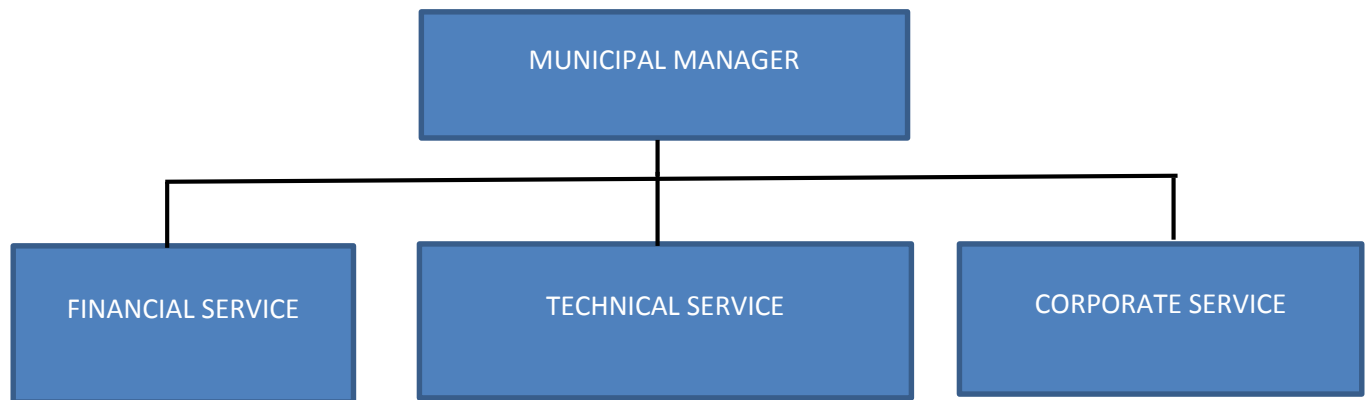 MUNICIPAL MANAGER
FINANCIAL SERVICE
TECHNICAL SERVICE
CORPORATE SERVICE